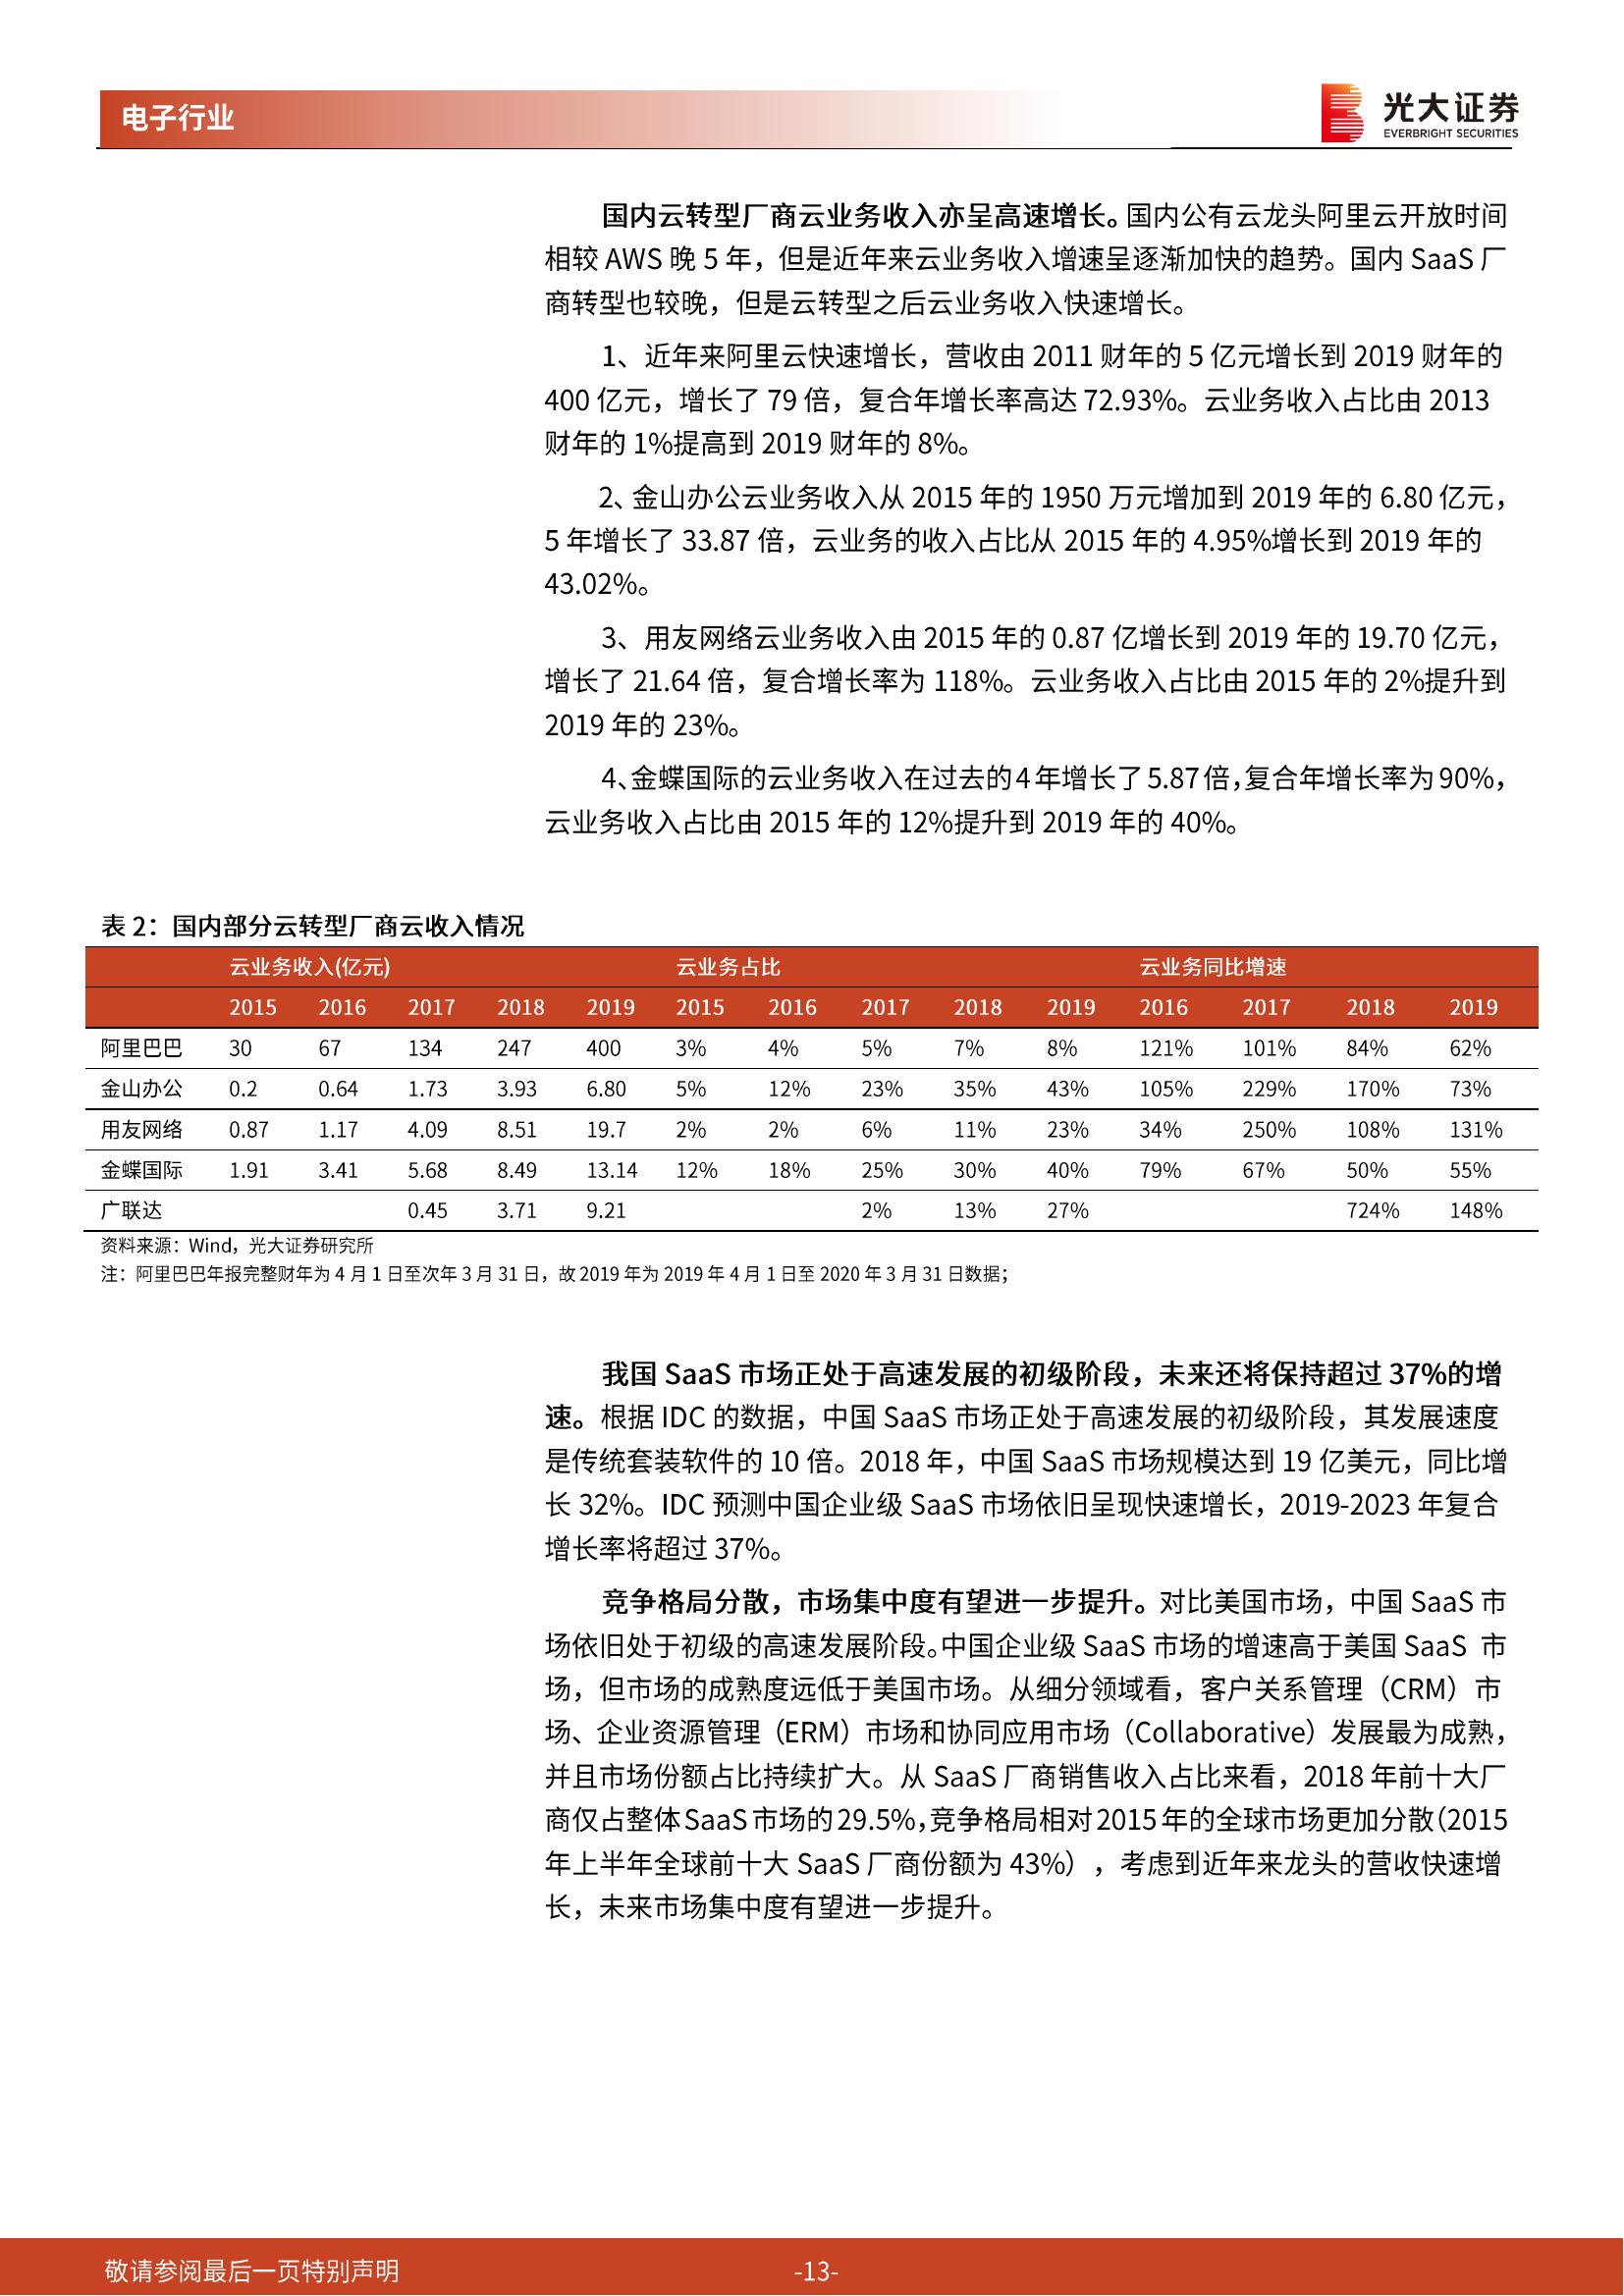 电子行业
光大证券
EVERBRIGHT SECURITIES
国内云转型厂商云业务收入亦呈高速增长。国内公有云龙头阿里云开放时间
相较 AWS 晚 5 年，但是近年来云业务收入增速呈逐渐加快的趋势。国内 SaaS 厂
商转型也较晚，但是云转型之后云业务收入快速增长。
1、近年来阿里云快速增长，营收由 2011 财年的 5 亿元增长到 2019 财年的
400 亿元，增长了 79 倍，复合年增长率高达 72.93%。云业务收入占比由 2013
财年的 1%提高到 2019 财年的 8%。
2、金山办公云业务收入从 2015 年的 1950 万元增加到 2019 年的 6.80 亿元，
5 年增长了 33.87 倍，云业务的收入占比从 2015 年的 4.95%增长到 2019 年的
43.02%。
3、用友网络云业务收入由 2015 年的 0.87 亿增长到 2019 年的 19.70 亿元，
增长了 21.64 倍，复合增长率为 118%。云业务收入占比由 2015 年的 2%提升到
2019 年的 23%。
4、金蝶国际的云业务收入在过去的 4 年增长了 5.87 倍，复合年增长率为 90%，
云业务收入占比由 2015 年的 12%提升到 2019 年的 40%。
表 2：国内部分云转型厂商云收入情况
云业务收入(亿元) 云业务占比 云业务同比增速
2015 2016 2017 2018 2019 2015 2016 2017 2018 2019 2016 2017 2018 2019
阿里巴巴 30 67 134 247 400 3% 4% 5% 7% 8% 121% 101% 84% 62%
金山办公 0.2 0.64 1.73 3.93 6.80 5% 12% 23% 35% 43% 105% 229% 170% 73%
用友网络 0.87 1.17 4.09 8.51 19.7 2% 2% 6% 11% 23% 34% 250% 108% 131%
金蝶国际 1.91 3.41 5.68 8.49 13.14 12% 18% 25% 30% 40% 79% 67% 50% 55%
广联达 0.45 3.71 9.21 2% 13% 27% 724% 148%
资料来源：Wind，光大证券研究所
注：阿里巴巴年报完整财年为 4 月 1 日至次年 3 月 31 日，故 2019 年为 2019 年 4 月 1 日至 2020 年 3 月 31 日数据；
我国 SaaS 市场正处于高速发展的初级阶段，未来还将保持超过 37%的增
速。根据 IDC 的数据，中国 SaaS 市场正处于高速发展的初级阶段，其发展速度
是传统套装软件的 10 倍。2018 年，中国 SaaS 市场规模达到 19 亿美元，同比增
长 32%。IDC 预测中国企业级 SaaS 市场依旧呈现快速增长，2019-2023 年复合
增长率将超过 37%。
竞争格局分散，市场集中度有望进一步提升。对比美国市场，中国 SaaS 市
场依旧处于初级的高速发展阶段。中国企业级 SaaS 市场的增速高于美国 SaaS 市
场，但市场的成熟度远低于美国市场。从细分领域看，客户关系管理（CRM）市
场、企业资源管理（ERM）市场和协同应用市场（Collaborative）发展最为成熟，
并且市场份额占比持续扩大。从 SaaS 厂商销售收入占比来看，2018 年前十大厂
商仅占整体 SaaS 市场的 29.5%，竞争格局相对 2015 年的全球市场更加分散（2015
年上半年全球前十大 SaaS 厂商份额为 43%），考虑到近年来龙头的营收快速增
长，未来市场集中度有望进一步提升。
敬请参阅最后一页特别声明 -13-